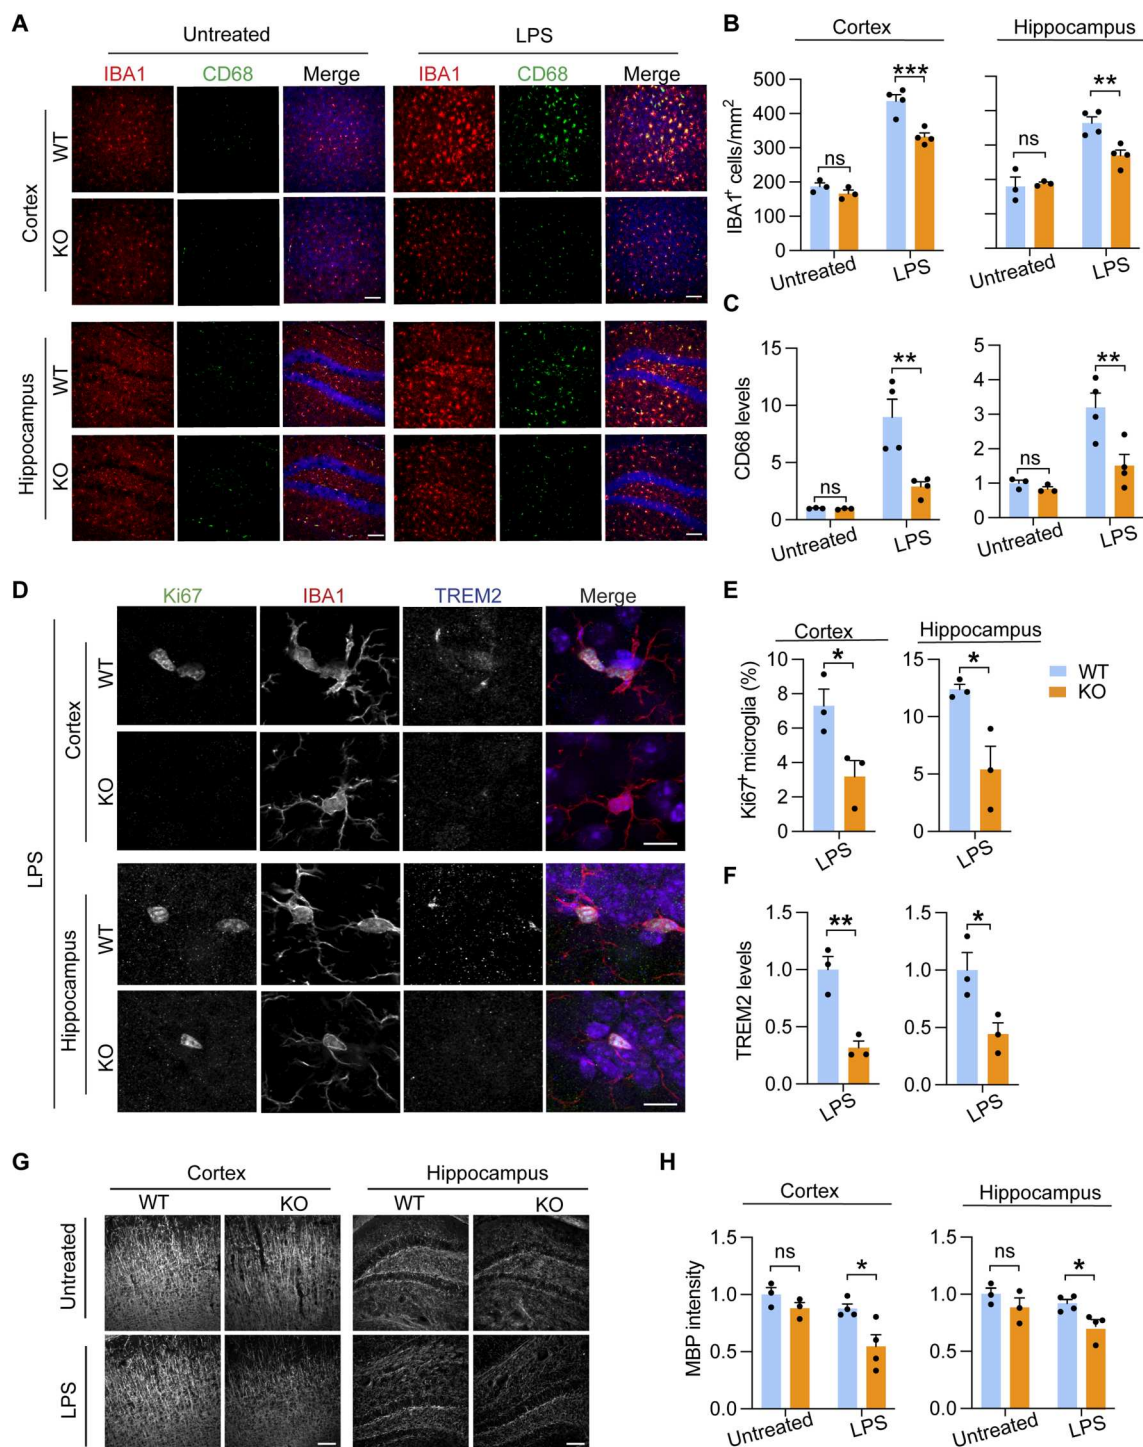 A
Untreated
LPS
IBA1 CD68 Merge IBA1 CD68 Merge
Cortex
WT
KO
Hippocampus
WT
KO
B
Cortex
Hippocampus
IBA1+ cells/mm2
500
400
300
200
100
0
ns
***
Untreated
LPS
ns
**
Untreated
LPS
C
CD68 levels
15
10
5
0
ns
**
Untreated
LPS
5
4
3
2
1
0
ns
**
Untreated
LPS
D
Ki67 IBA1 TREM2 Merge
LPS
Cortex
WT
KO
Hippocampus
WT
KO
E
Cortex
Hippocampus
Ki67+ microglia (%)
10
8
6
4
2
0
*
LPS
15
10
5
0
*
LPS
WT
KO
F
TREM2 levels
1.5
1.0
0.5
0.0
**
LPS
1.5
1.0
0.5
0.0
*
LPS
G
Cortex
Hippocampus
WT KO WT KO
Untreated
LPS
H
Cortex
Hippocampus
MBP intensity
1.5
1.0
0.5
0.0
ns
*
Untreated
LPS
1.5
1.0
0.5
0.0
ns
*
Untreated
LPS